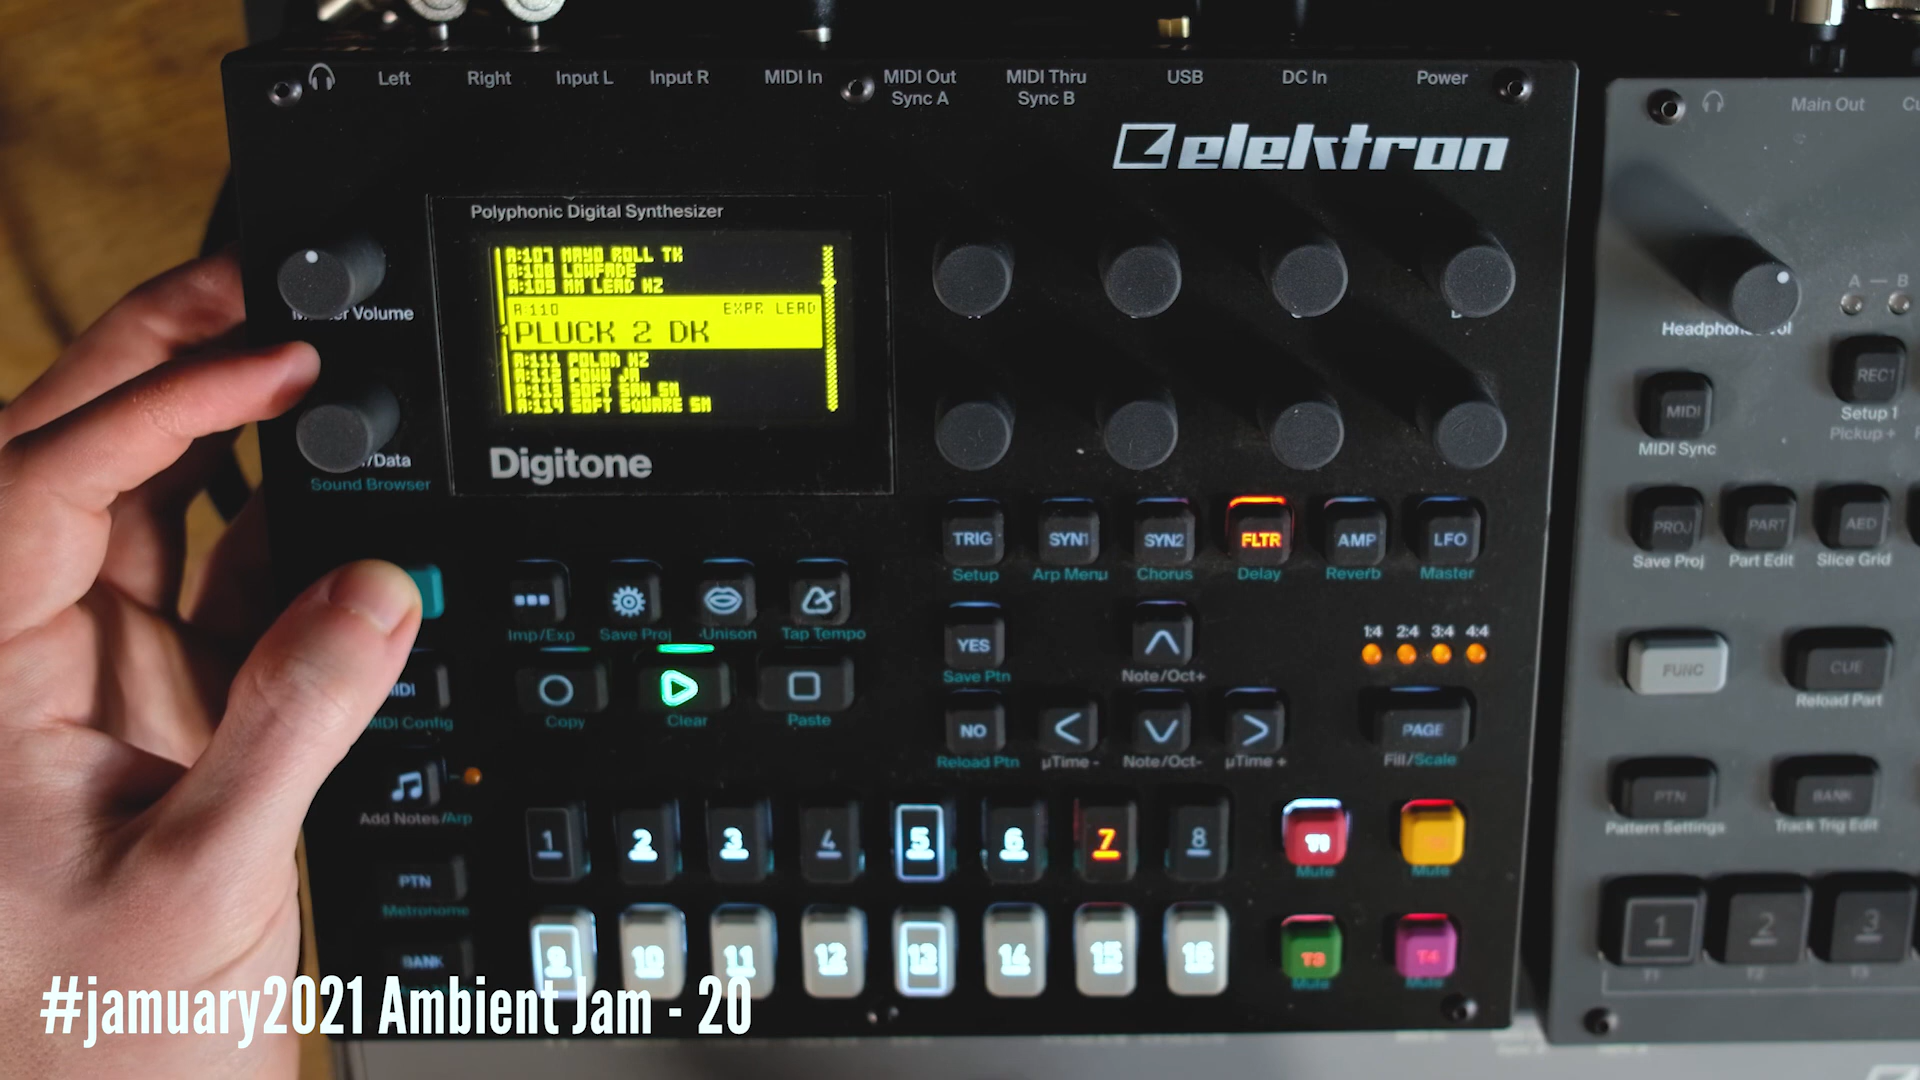 Left Right Input L Input R MIDI In MIDI Out MIDI Thru USB DC In Power
Sync A Sync B
elektron
Polyphonic Digital Synthesizer
A:107 MAYO ROLL TK
A:108 LOWFADE
A:109 MM LEAD HZ
A:110 EXPR LEAD
PLUCK 2 DK
A:111 POLON HZ
A:113 SOFT SAW SM
A:114 SOFT SQUARE SM
Digitone
Volume
/Data
Sound Browser
TRIG SYN1 SYN2 FLTR AMP LFO
Setup Arp Menu Chorus Delay Reverb Master
Imp/Exp Save Proj Unison Tap Tempo
YES
Save Ptn
Note/Oct+
1:4 2:4 3:4 4:4
Copy Clear Paste
MIDI Config
NO PAGE
Reload Ptn µTime - Note/Oct- µTime + Fill/Scale
Add Notes/Arp
PTN
Metronome
BANK
1 2 3 4 5 6 7 8
T1
Mute Mute
9 10 11 12 13 14 15 16
T3 T4
Mute Mute
Main Out
A B
Headphones Vol
MIDI
MIDI Sync
REC1
Setup 1
Pickup +
PROJ PART AED
Save Proj Part Edit Slice Grid
FUNC CUE
Reload Part
PTN BANK
Pattern Settings Track Trig Edit
1 2 3
T1 T2 T3
#jamuary2021 Ambient Jam - 20